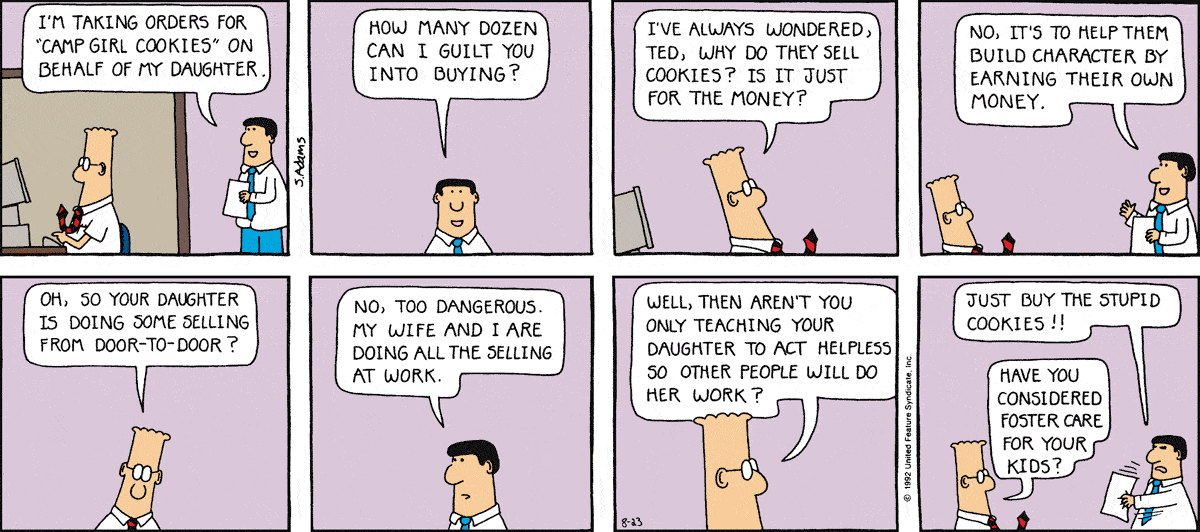 I'M TAKING ORDERS FOR
"CAMP GIRL COOKIES" ON
BEHALF OF MY DAUGHTER.
S.Adams
HOW MANY DOZEN
CAN I GUILT YOU
INTO BUYING?
I'VE ALWAYS WONDERED,
TED, WHY DO THEY SELL
COOKIES? IS IT JUST
FOR THE MONEY?
NO, IT'S TO HELP THEM
BUILD CHARACTER BY
EARNING THEIR OWN
MONEY.
OH, SO YOUR DAUGHTER
IS DOING SOME SELLING
FROM DOOR-TO-DOOR?
NO, TOO DANGEROUS.
MY WIFE AND I ARE
DOING ALL THE SELLING
AT WORK.
WELL, THEN AREN'T YOU
ONLY TEACHING YOUR
DAUGHTER TO ACT HELPLESS
SO OTHER PEOPLE WILL DO
HER WORK?
8-23
© 1992 United Feature Syndicate, Inc.
JUST BUY THE STUPID
COOKIES!!
HAVE YOU
CONSIDERED
FOSTER CARE
FOR YOUR
KIDS?